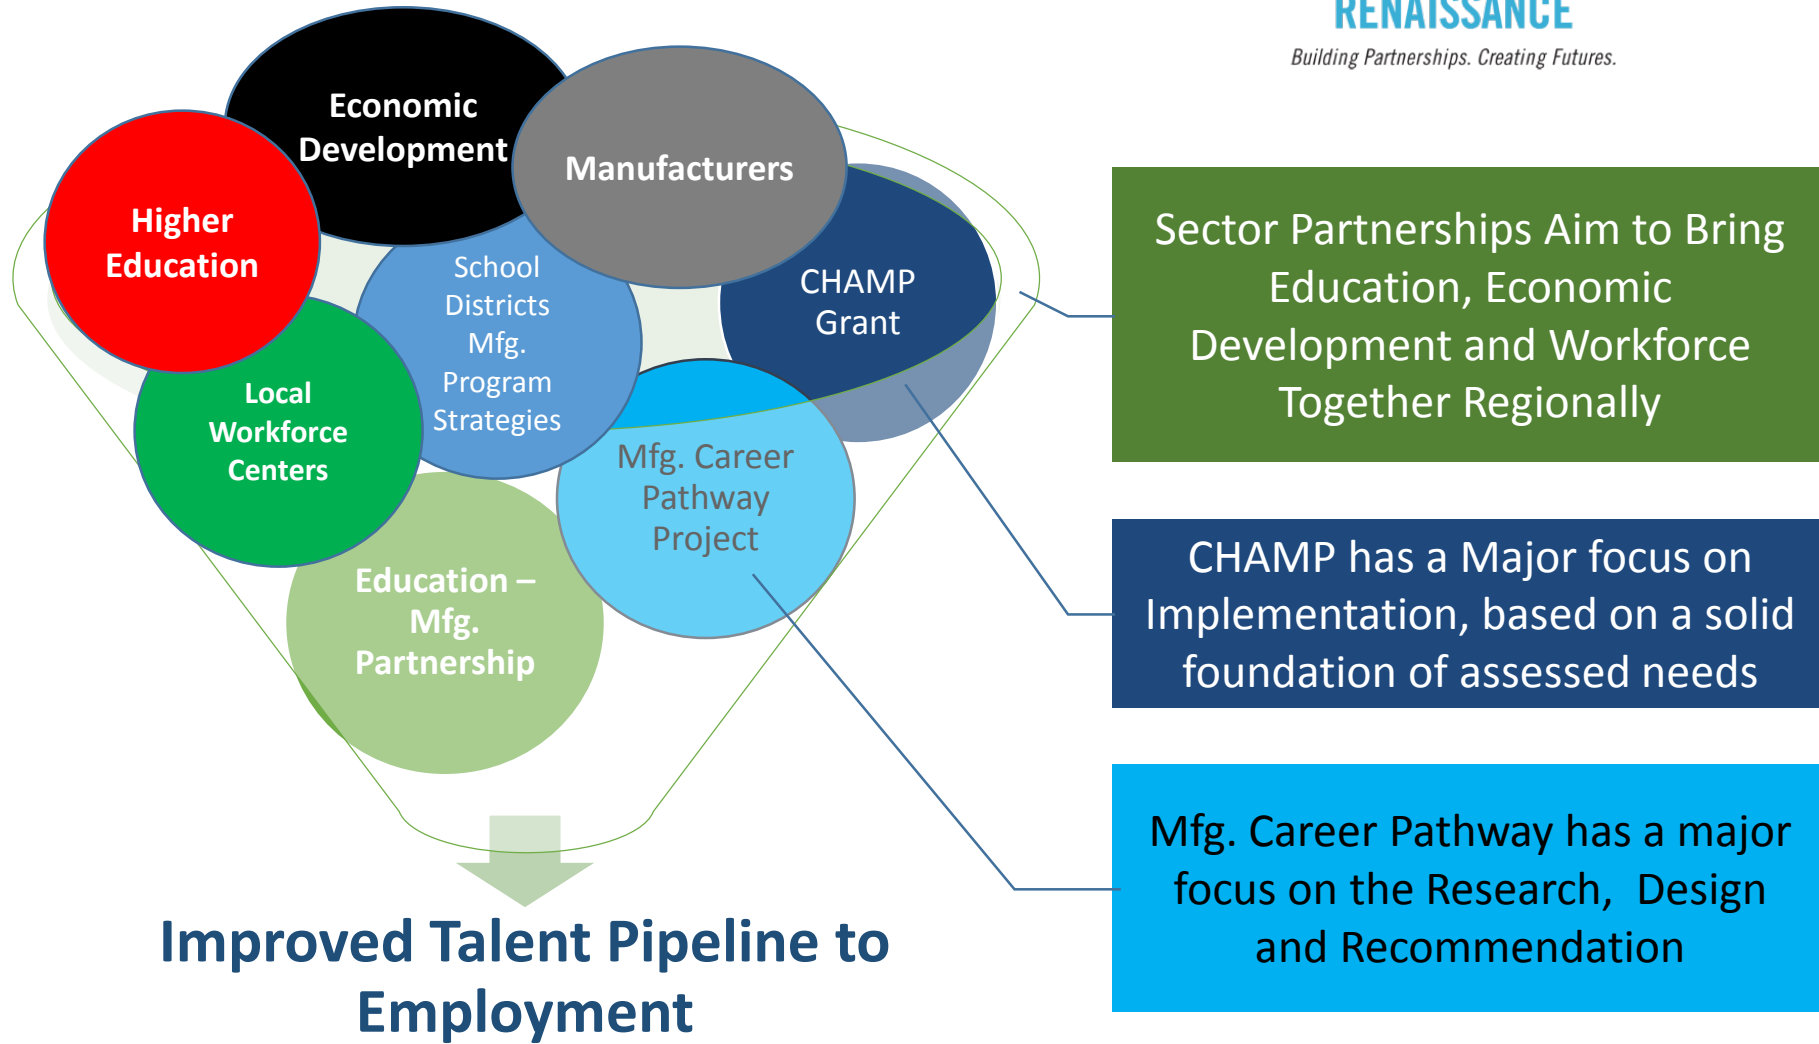 RENAISSANCE
Building Partnerships. Creating Futures.
Economic
Development
Manufacturers
Higher
Education
School
Districts
Mfg.
Program
Strategies
CHAMP
Grant
Local
Workforce
Centers
Mfg. Career
Pathway
Project
Education –
Mfg.
Partnership
Improved Talent Pipeline to
Employment
Sector Partnerships Aim to Bring
Education, Economic
Development and Workforce
Together Regionally
CHAMP has a Major focus on
Implementation, based on a solid
foundation of assessed needs
Mfg. Career Pathway has a major
focus on the Research, Design
and Recommendation